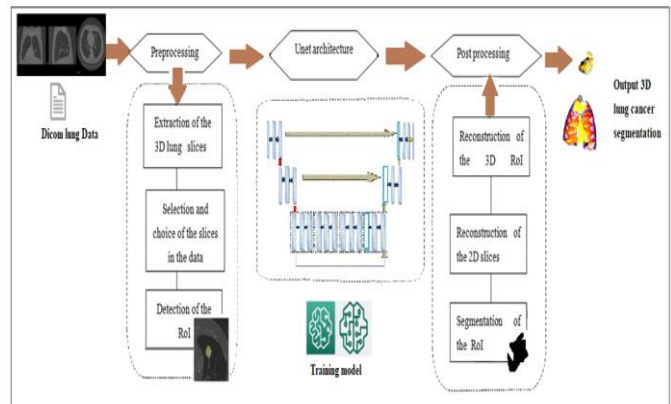 Preprocessing
Unet architecture
Post processing
Dicom lung Data
Extraction of the
3D lung slices
Selection and
choice of the slices
in the data
Detection of the
RoI
Training model
Reconstruction of
the 3D RoI
Reconstruction of
the 2D slices
Segmentation of
the RoI
Output 3D
lung cancer
segmentation